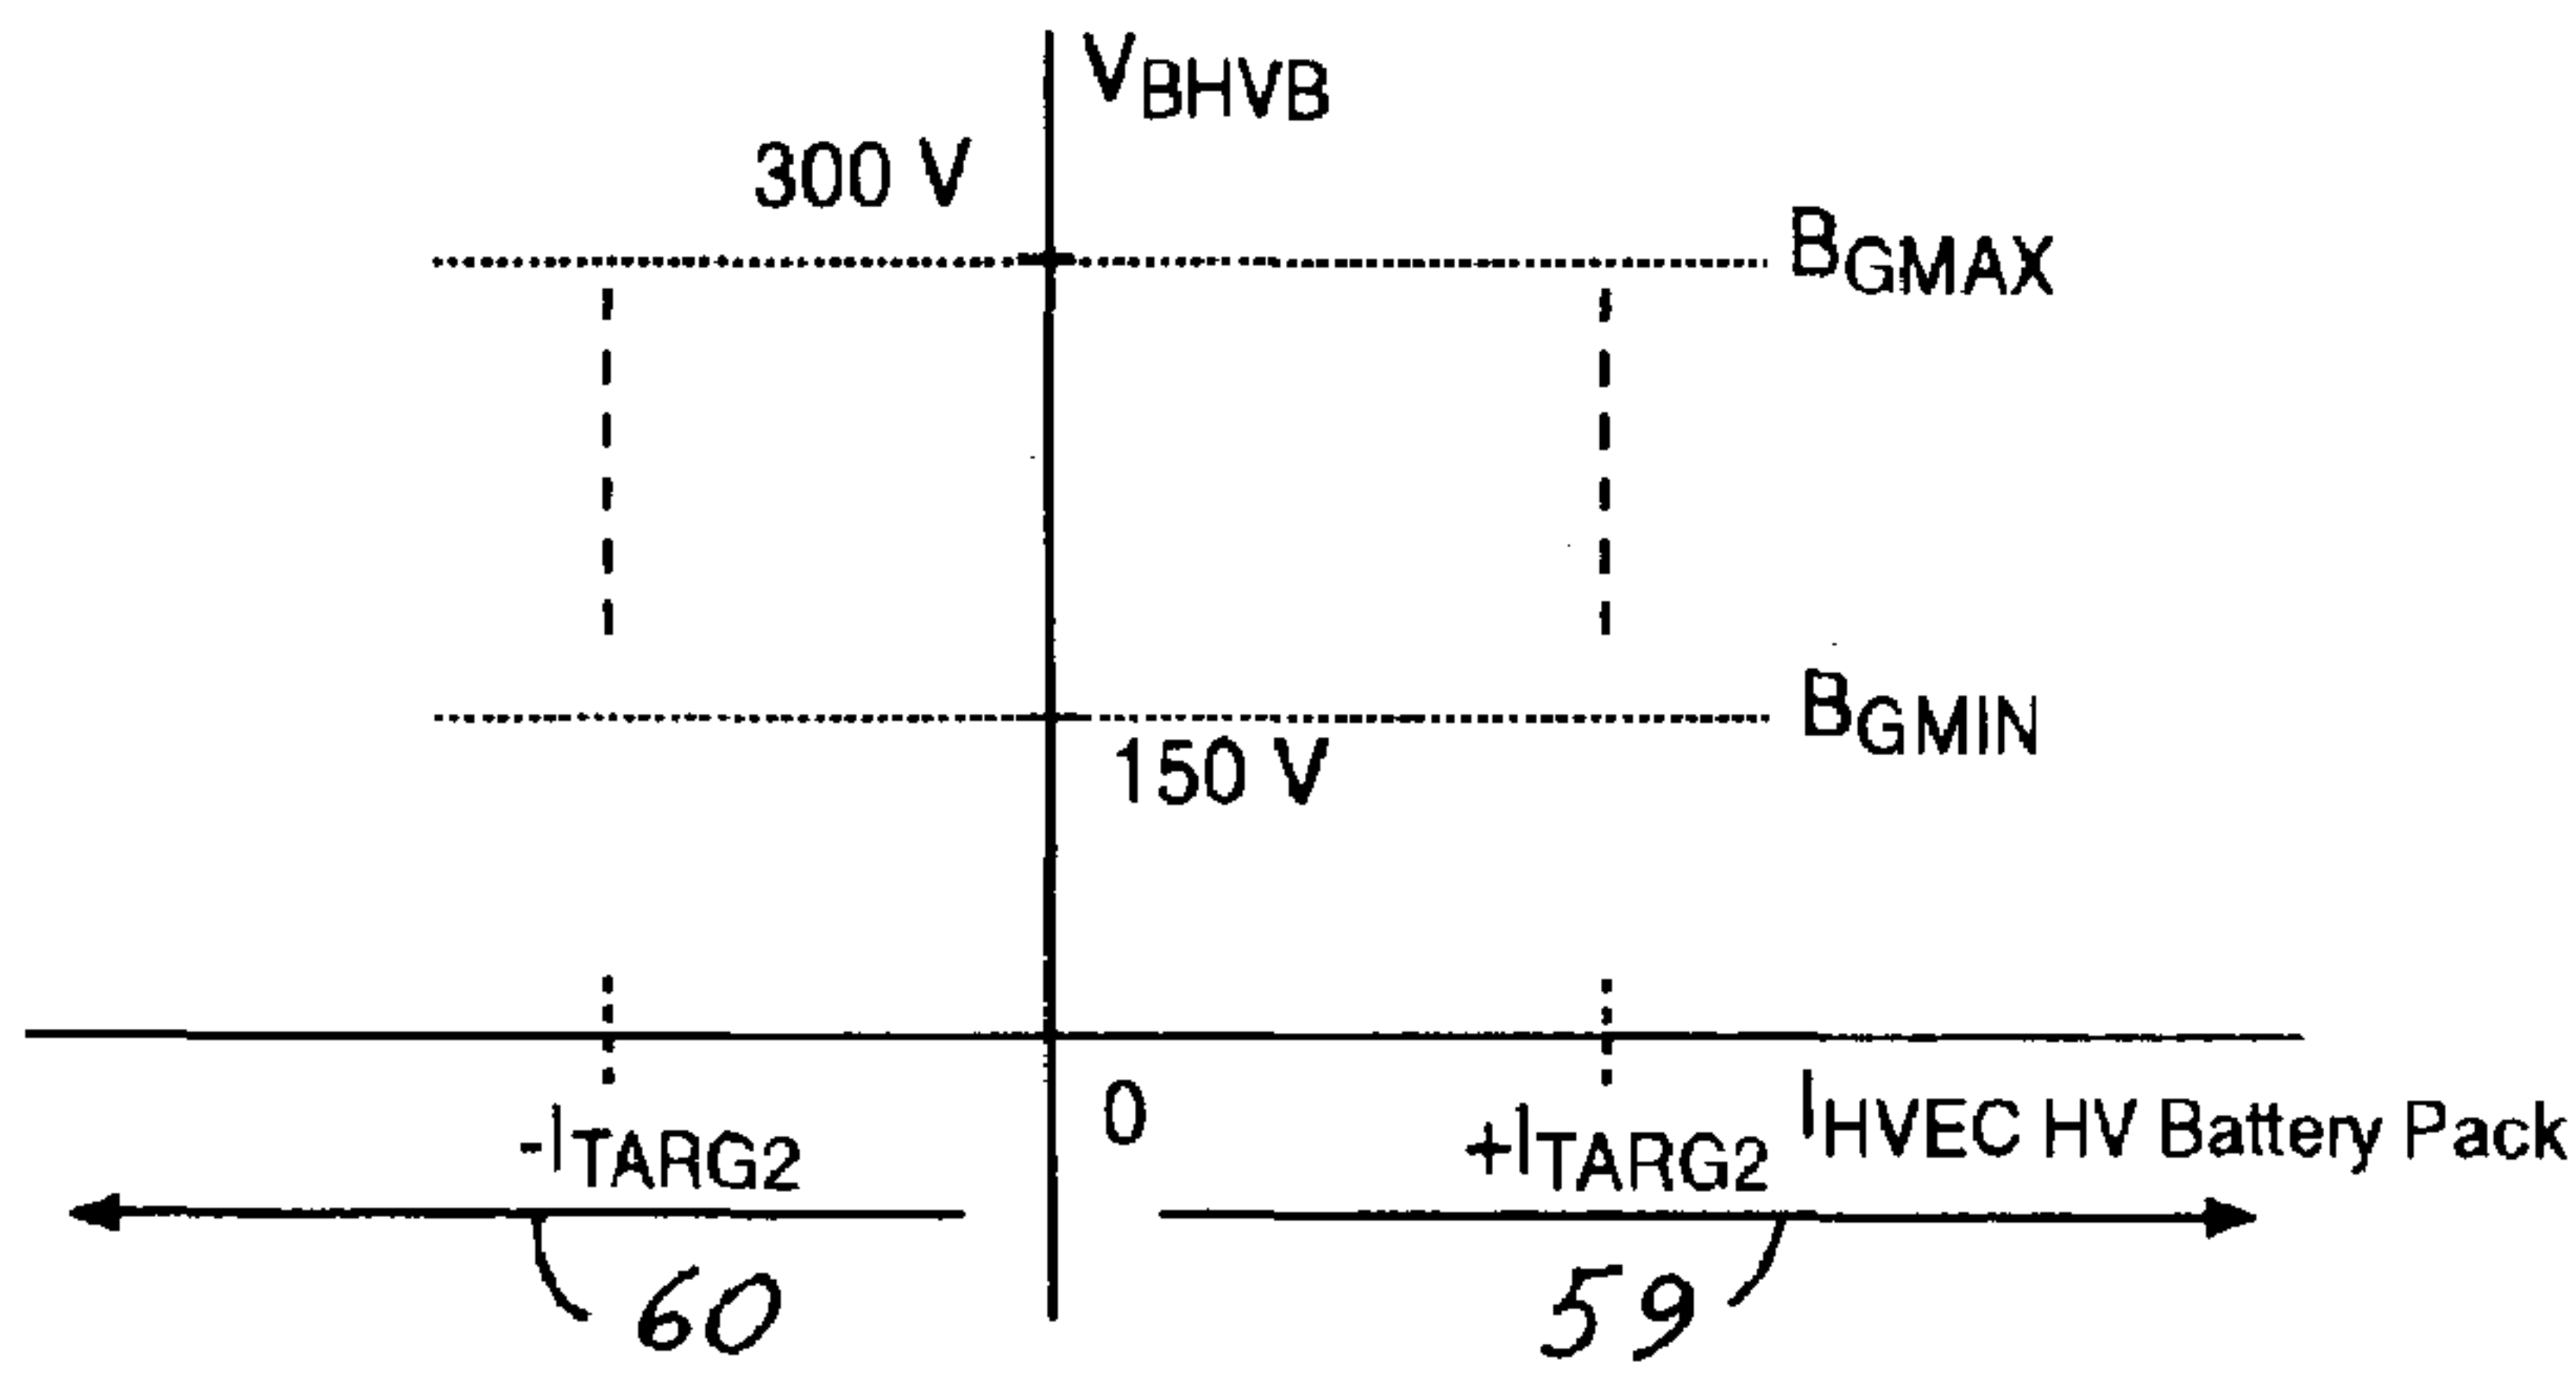 VBHVB
300 V
BGMAX
BGMIN
150 V
0
-ITARG2
+ITARG2
IHVEC HV Battery Pack
60
59